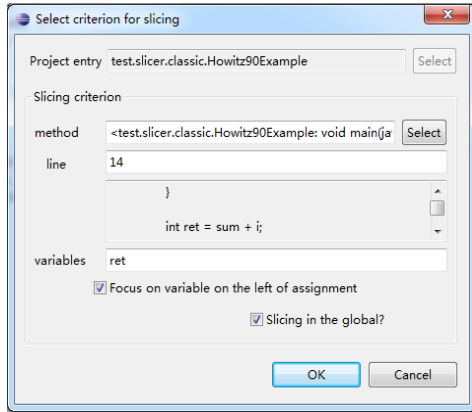 Select criterion for slicing
Project entry test.slicer.classic.Howitz90Example Select
Slicing criterion
method <test.slicer.classic.Howitz90Example: void main(ja Select
line 14
}
int ret = sum + i;
variables ret
Focus on variable on the left of assignment
Slicing in the global?
OK Cancel